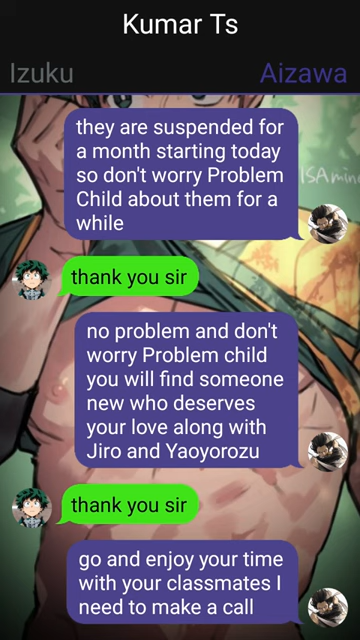 Kumar Ts
Izuku
Aizawa
they are suspended for
a month starting today
so don't worry Problem
Child about them for a
while
thank you sir
no problem and don't
worry Problem child
you will find someone
new who deserves
your love along with
Jiro and Yaoyorozu
thank you sir
go and enjoy your time
with your classmates I
need to make a call